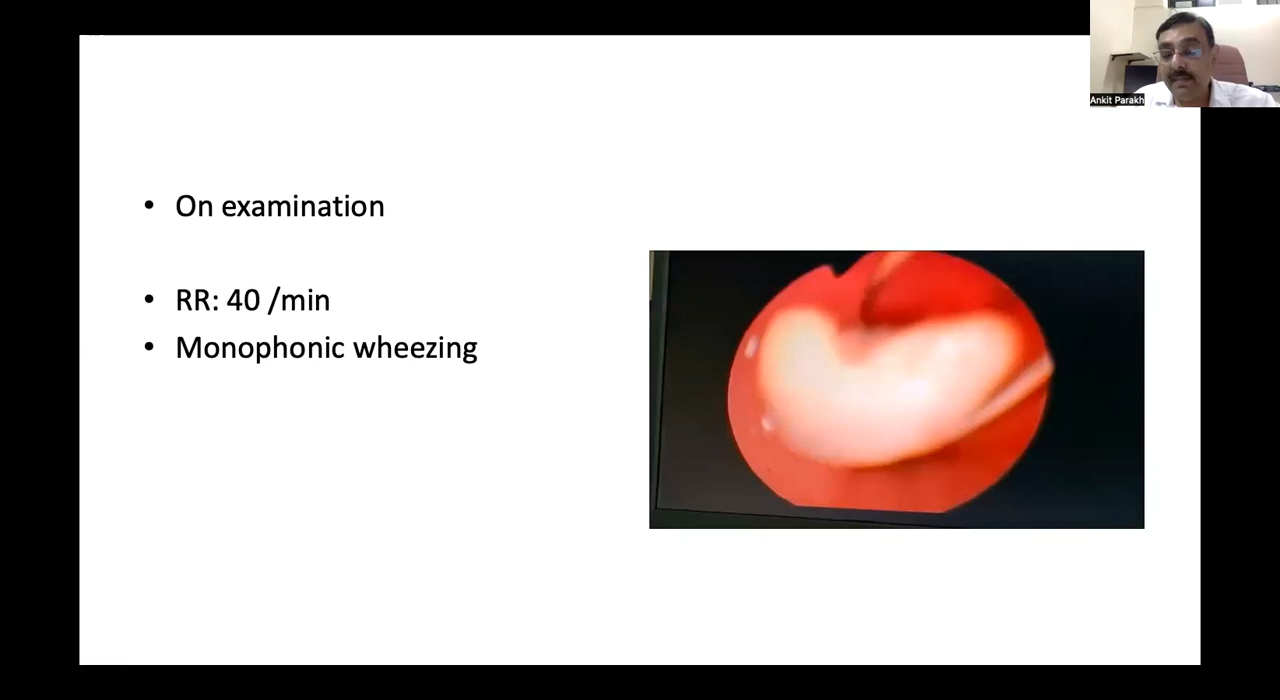 Ankit Parakh
• On examination
• RR: 40 /min
• Monophonic wheezing